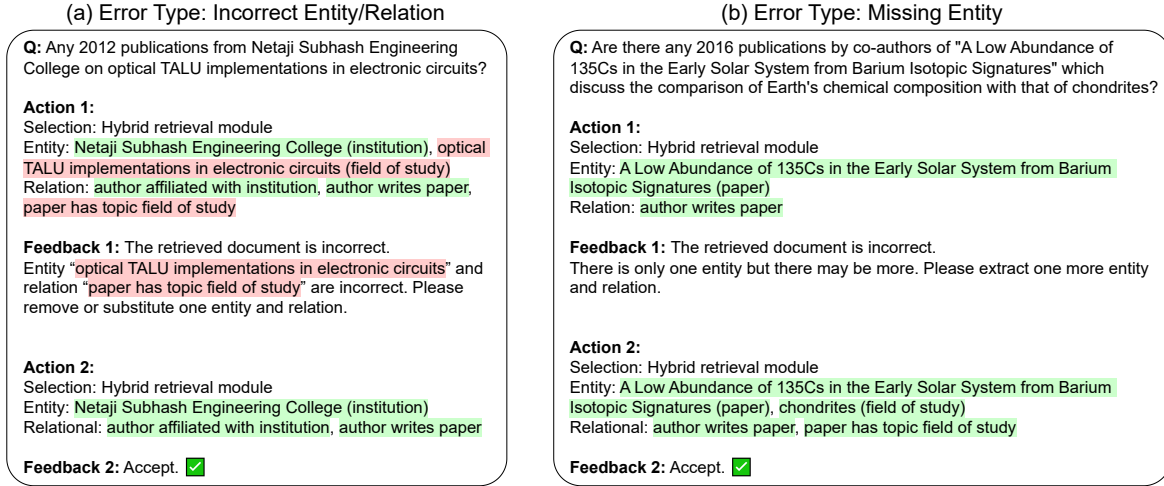 (a) Error Type: Incorrect Entity/Relation
Q: Any 2012 publications from Netaji Subhash Engineering
College on optical TALU implementations in electronic circuits?
Action 1:
Selection: Hybrid retrieval module
Entity: Netaji Subhash Engineering College (institution), optical
TALU implementations in electronic circuits (field of study)
Relation: author affiliated with institution, author writes paper,
paper has topic field of study
Feedback 1: The retrieved document is incorrect.
Entity “optical TALU implementations in electronic circuits” and
relation “paper has topic field of study” are incorrect. Please
remove or substitute one entity and relation.
Action 2:
Selection: Hybrid retrieval module
Entity: Netaji Subhash Engineering College (institution)
Relational: author affiliated with institution, author writes paper
Feedback 2: Accept. ✅
(b) Error Type: Missing Entity
Q: Are there any 2016 publications by co-authors of "A Low Abundance of
135Cs in the Early Solar System from Barium Isotopic Signatures" which
discuss the comparison of Earth's chemical composition with that of chondrites?
Action 1:
Selection: Hybrid retrieval module
Entity: A Low Abundance of 135Cs in the Early Solar System from Barium
Isotopic Signatures (paper)
Relation: author writes paper
Feedback 1: The retrieved document is incorrect.
There is only one entity but there may be more. Please extract one more entity
and relation.
Action 2:
Selection: Hybrid retrieval module
Entity: A Low Abundance of 135Cs in the Early Solar System from Barium
Isotopic Signatures (paper), chondrites (field of study)
Relational: author writes paper, paper has topic field of study
Feedback 2: Accept. ✅